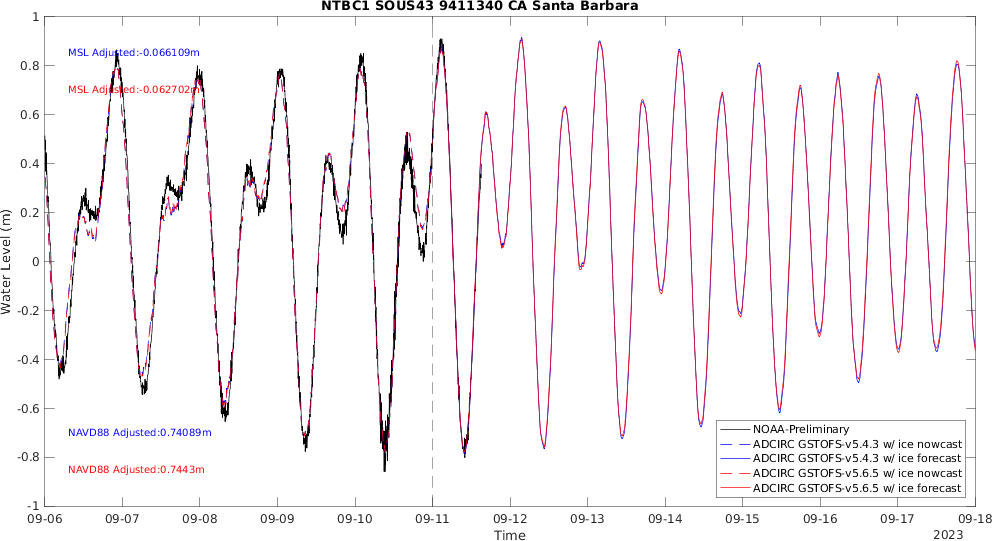 NTBC1 SOUS43 9411340 CA Santa Barbara
MSL Adjusted:-0.066109m
MSL Adjusted:-0.062702m
NAVD88 Adjusted:0.74089m
NAVD88 Adjusted:0.7443m
Water Level (m)
1
0.8
0.6
0.4
0.2
0
-0.2
-0.4
-0.6
-0.8
-1
NOAA-Preliminary
ADCIRC GSTOFS-v5.4.3 w/ ice nowcast
ADCIRC GSTOFS-v5.4.3 w/ ice forecast
ADCIRC GSTOFS-v5.6.5 w/ ice nowcast
ADCIRC GSTOFS-v5.6.5 w/ ice forecast
09-06 09-07 09-08 09-09 09-10 09-11 09-12 09-13 09-14 09-15 09-16 09-17 09-18
Time
2023